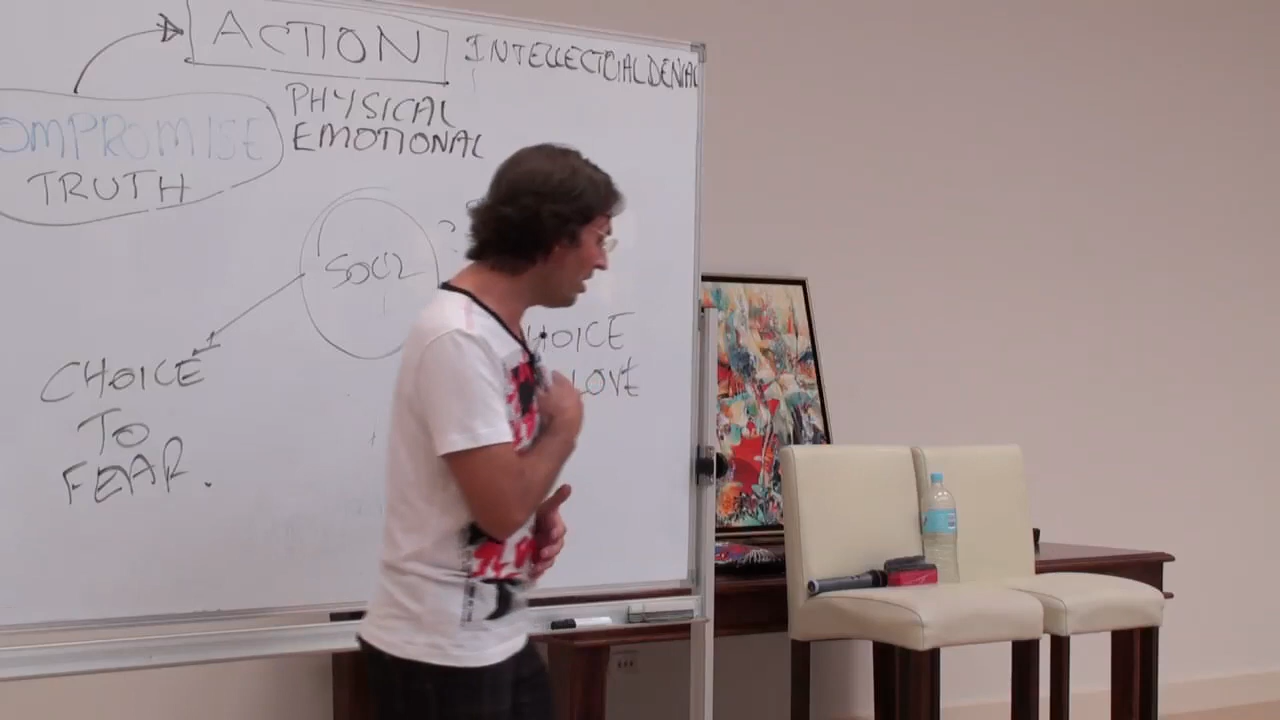 ACTION
INTELLECTUAL DENIAL
PHYSICAL
EMOTIONAL
OMPROMISE
TRUTH
SOUL
CHOICE
TO
FEAR.
HOICE
LOVE